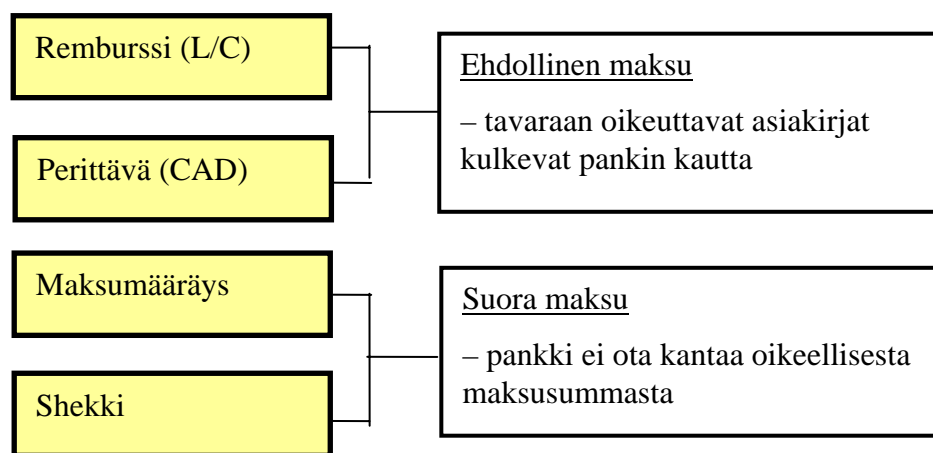 Remburssi (L/C)
Perittävä (CAD)
Ehdollinen maksu
– tavaraan oikeuttavat asiakirjat
kulkevat pankin kautta
Maksumääräys
Shekki
Suora maksu
– pankki ei ota kantaa oikeellisesta
maksusummasta